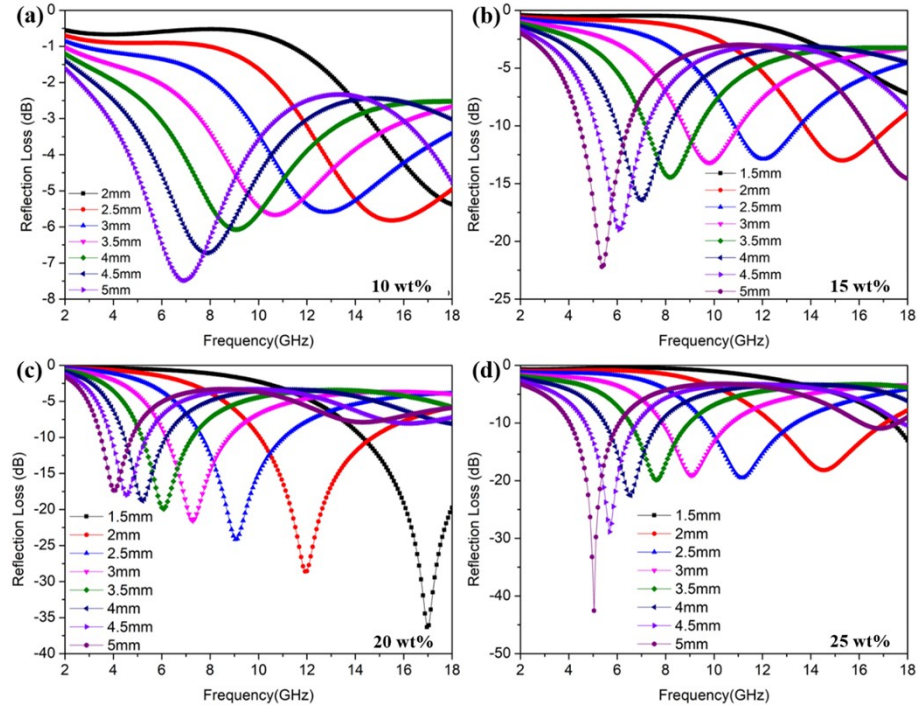 (a)
0
-1
-2
-3
-4
-5
-6
-7
-8
Reflection Loss (dB)
2mm
2.5mm
3mm
3.5mm
4mm
4.5mm
5mm
10 wt%
2 4 6 8 10 12 14 16 18
Frequency(GHz)
(b)
0
-5
-10
-15
-20
-25
Reflection Loss (dB)
1.5mm
2mm
2.5mm
3mm
3.5mm
4mm
4.5mm
5mm
15 wt%
2 4 6 8 10 12 14 16 18
Frequency(GHz)
(c)
0
-5
-10
-15
-20
-25
-30
-35
-40
Reflection Loss (dB)
1.5mm
2mm
2.5mm
3mm
3.5mm
4mm
4.5mm
5mm
20 wt%
2 4 6 8 10 12 14 16 18
Frequency(GHz)
(d)
0
-10
-20
-30
-40
-50
Reflection Loss (dB)
1.5mm
2mm
2.5mm
3mm
3.5mm
4mm
4.5mm
5mm
25 wt%
2 4 6 8 10 12 14 16 18
Frequency(GHz)